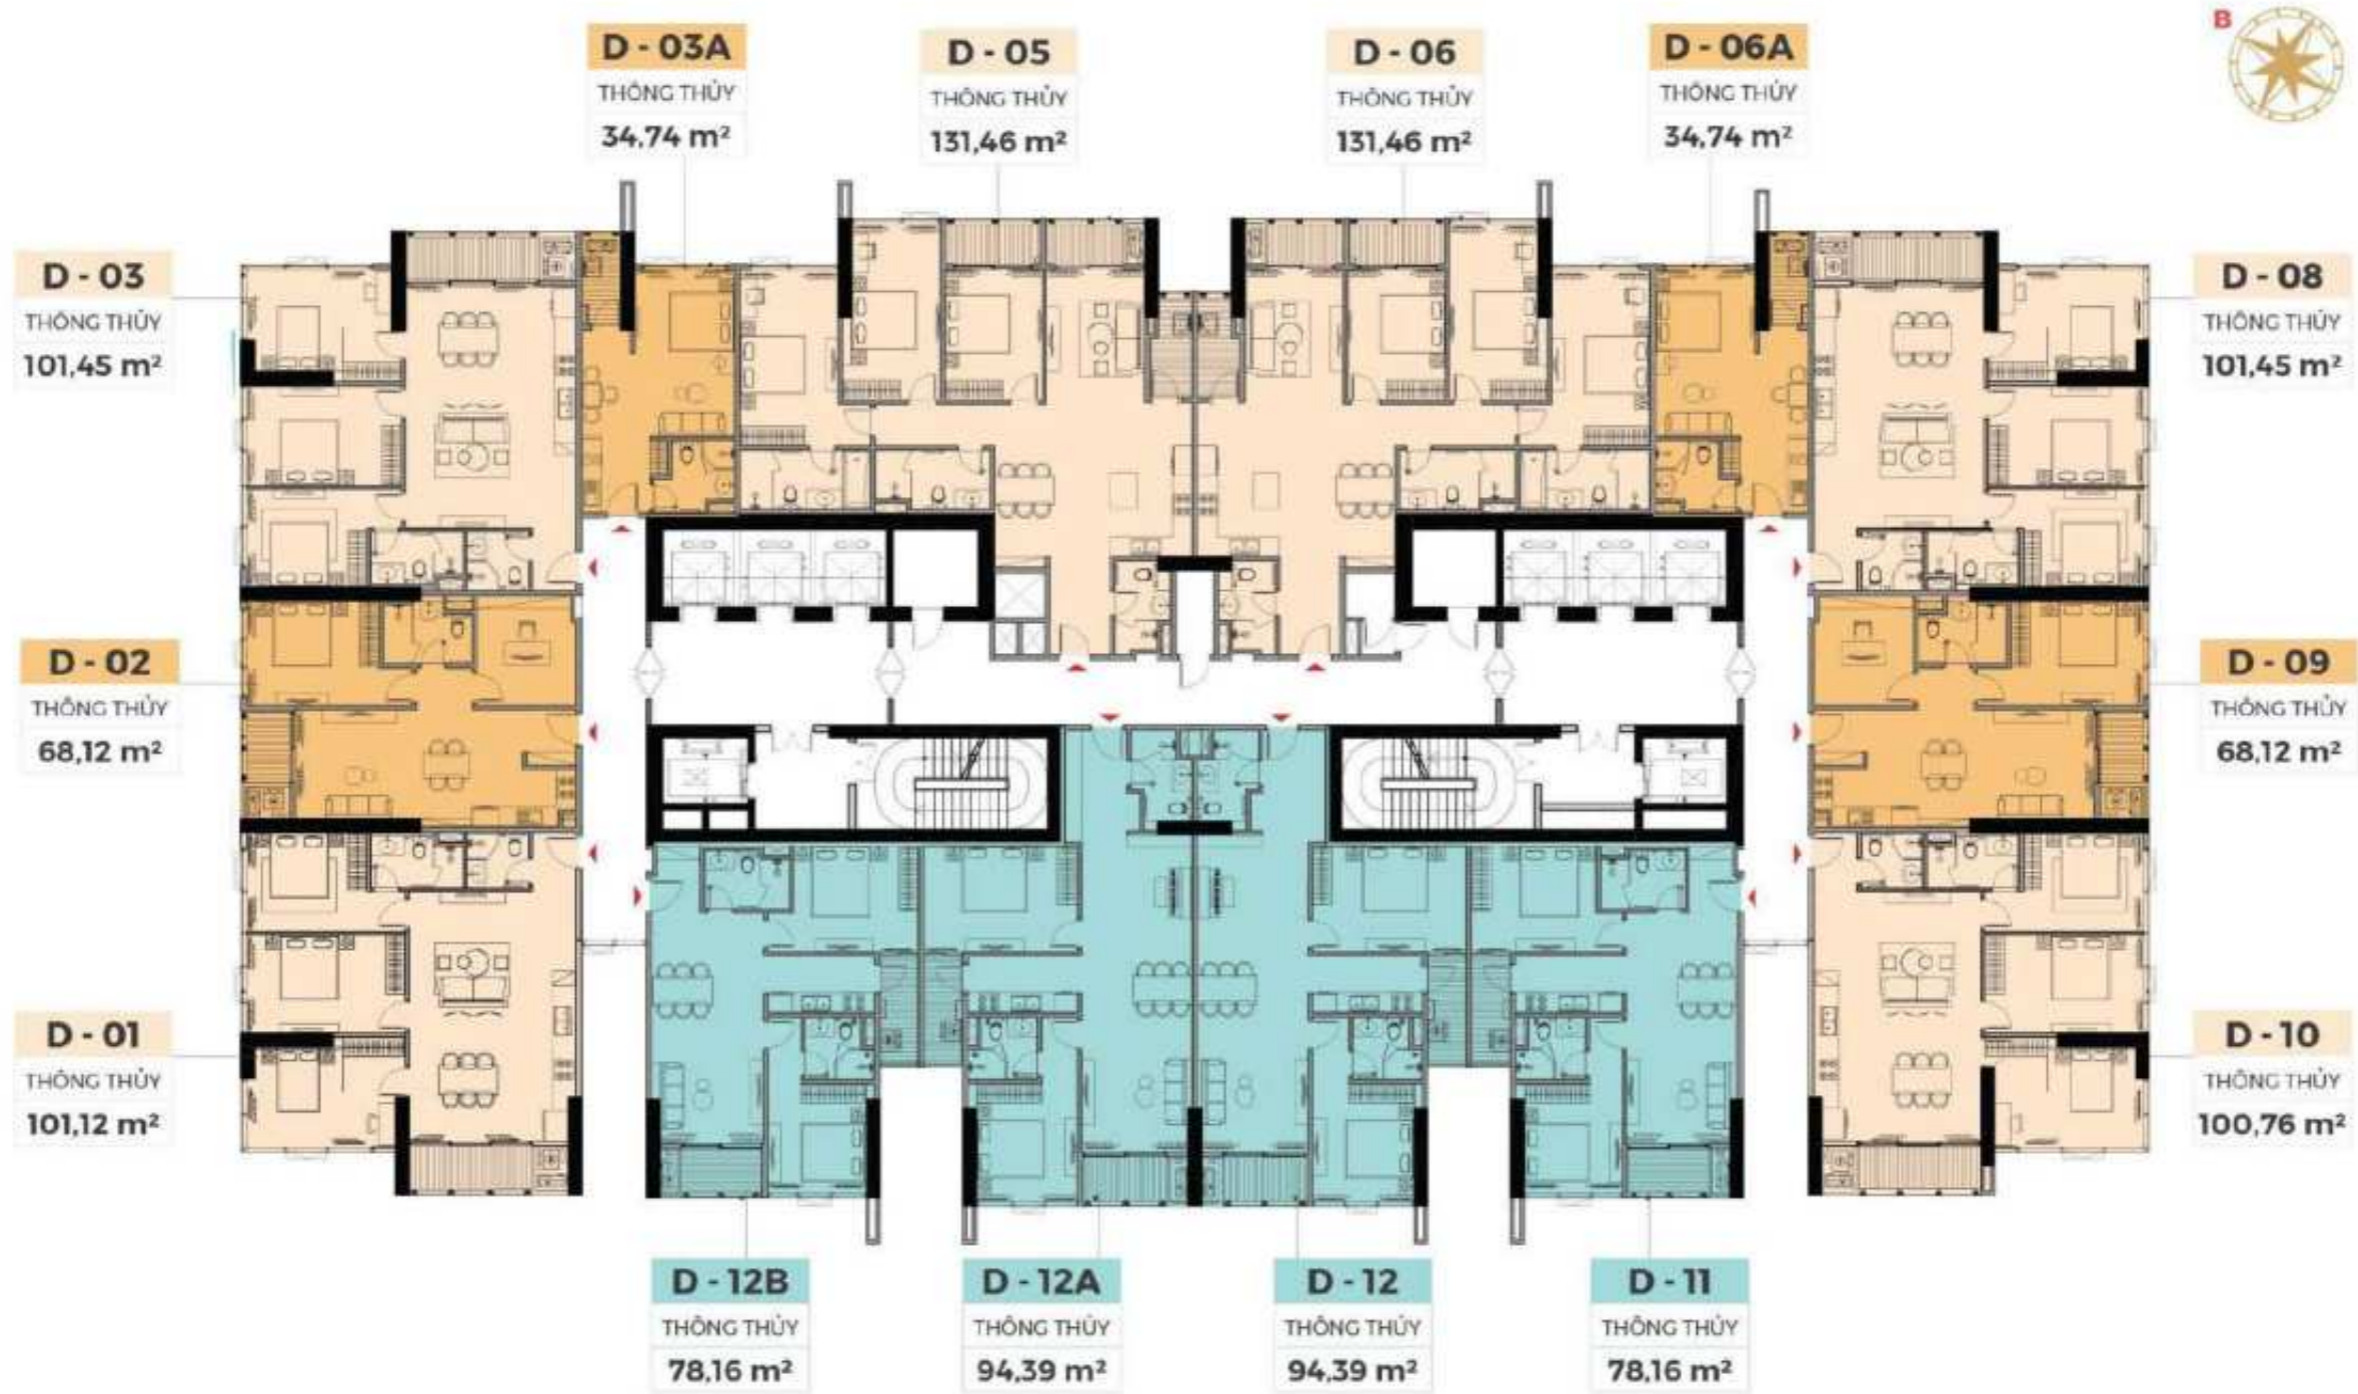 B
D - 03A
THÔNG THỦY
34,74 m²
D - 05
THÔNG THỦY
131,46 m²
D - 06
THÔNG THỦY
131,46 m²
D - 06A
THÔNG THỦY
34,74 m²
D - 03
THÔNG THỦY
101,45 m²
D - 08
THÔNG THỦY
101,45 m²
D - 02
THÔNG THỦY
68,12 m²
D - 09
THÔNG THỦY
68,12 m²
D - 01
THÔNG THỦY
101,12 m²
D - 10
THÔNG THỦY
100,76 m²
D - 12B
THÔNG THỦY
78,16 m²
D - 12A
THÔNG THỦY
94,39 m²
D - 12
THÔNG THỦY
94,39 m²
D - 11
THÔNG THỦY
78,16 m²